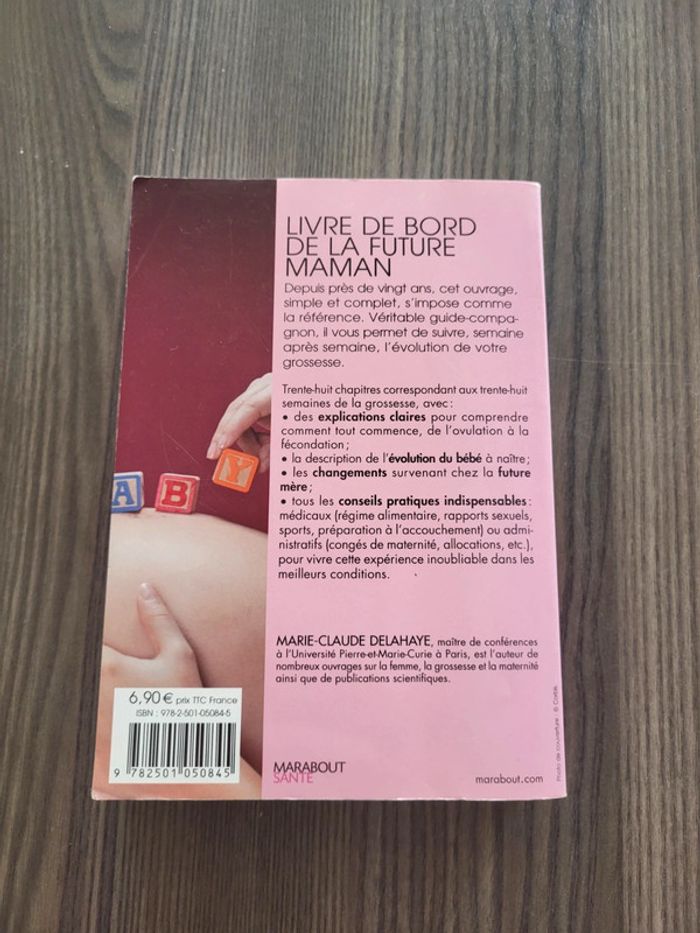 LIVRE DE BORD
DE LA FUTURE
MAMAN
Depuis près de vingt ans, cet ouvrage,
simple et complet, s'impose comme
la référence. Véritable guide-compa-
gnon, il vous permet de suivre, semaine
après semaine, l'évolution de votre
grossesse.
Trente-huit chapitres correspondant aux trente-huit
semaines de la grossesse, avec :
• des explications claires pour comprendre
comment tout commence, de l'ovulation à la
fécondation ;
• la description de l'évolution du bébé à naître ;
• les changements survenant chez la future
mère ;
• tous les conseils pratiques indispensables :
médicaux (régime alimentaire, rapports sexuels,
sports, préparation à l'accouchement) ou admi-
nistratifs (congés de maternité, allocations, etc.),
pour vivre cette expérience inoubliable dans les
meilleurs conditions.
A B Y
MARIE-CLAUDE DELAHAYE, maître de conférences
à l'Université Pierre-et-Marie-Curie à Paris, est l'auteur de
nombreux ouvrages sur la femme, la grossesse et la maternité
ainsi que de publications scientifiques.
6,90 € prix TTC France
ISBN : 978-2-501-05084-5
9 782501 050845
MARABOUT
SANTÉ
marabout.com
Photo de couverture : © Corbis